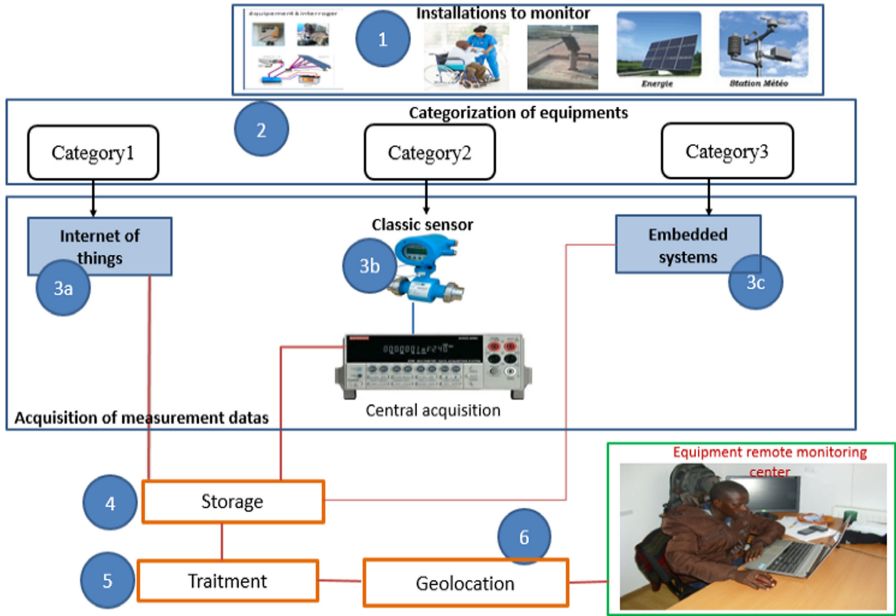 Installations to monitor
équipement à interroger
1
Energie
Station Météo
2
Categorization of equipments
Category1
Category2
Category3
Internet of
things
3a
Classic sensor
3b
Embedded
systems
3c
Central acquisition
Acquisition of measurement datas
4
Storage
5
Traitment
6
Geolocation
Equipment remote monitoring
center